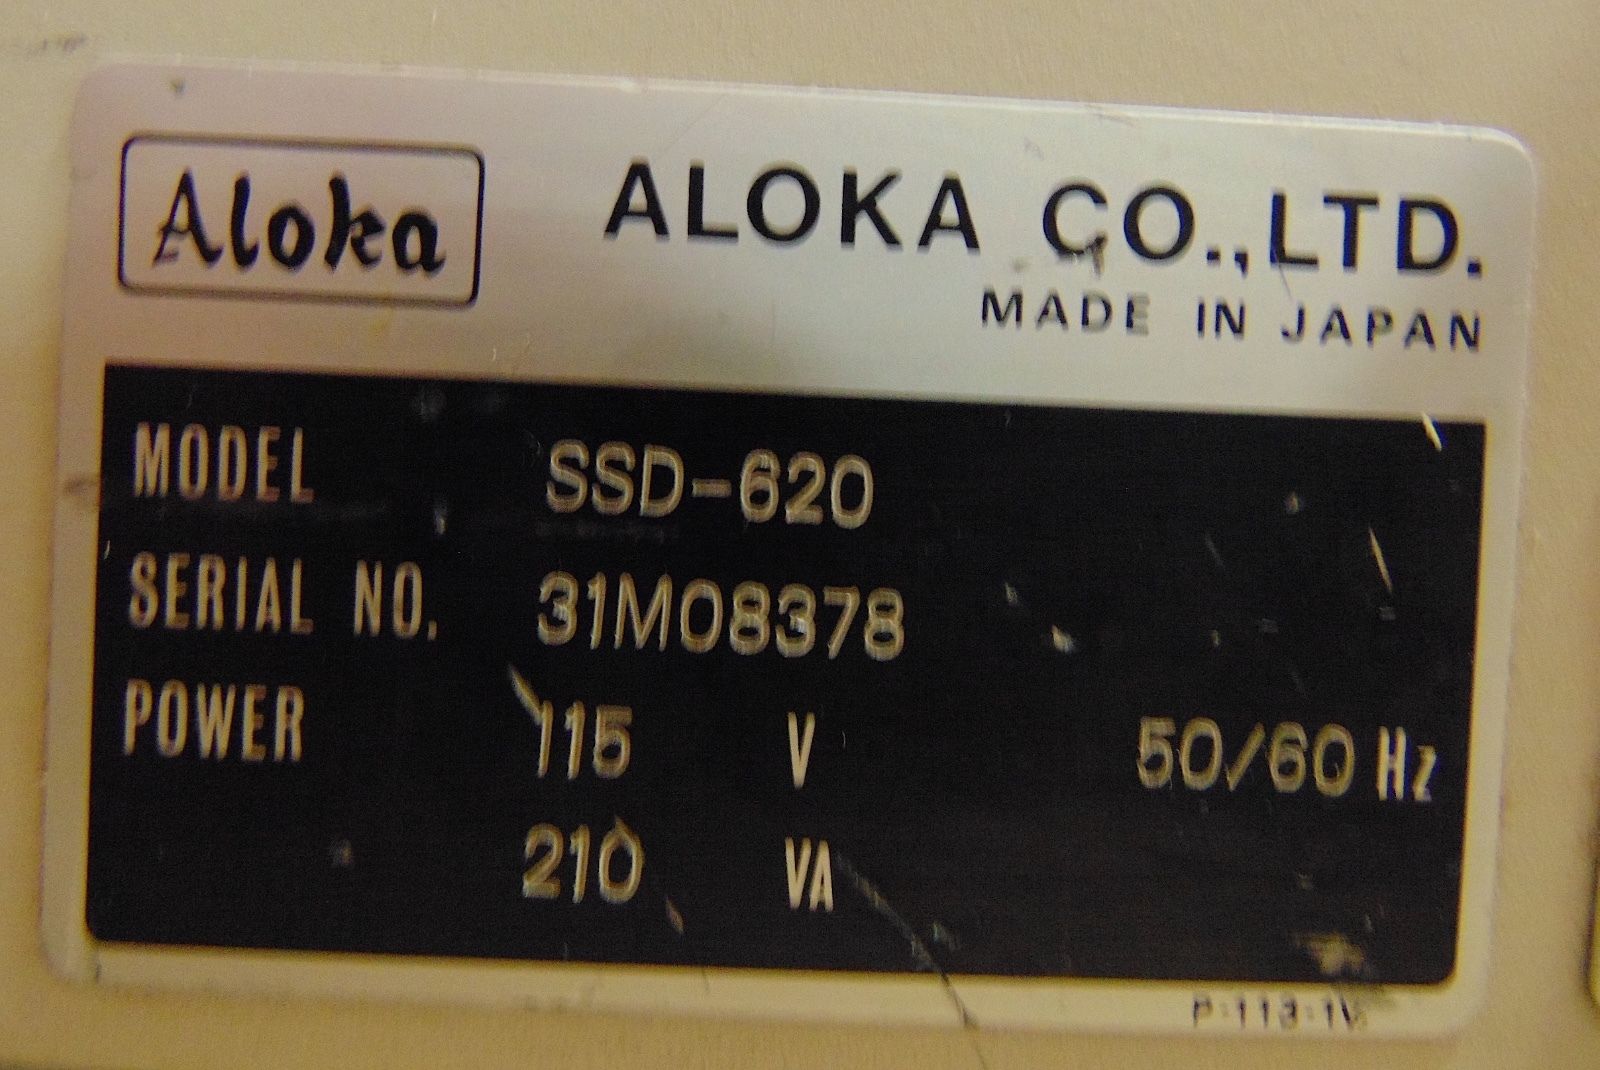 Aloka
ALOKA CO.,LTD.
MADE IN JAPAN
MODEL SSD-620
SERIAL NO. 31M08378
POWER 115 V 50/60 Hz
210 VA